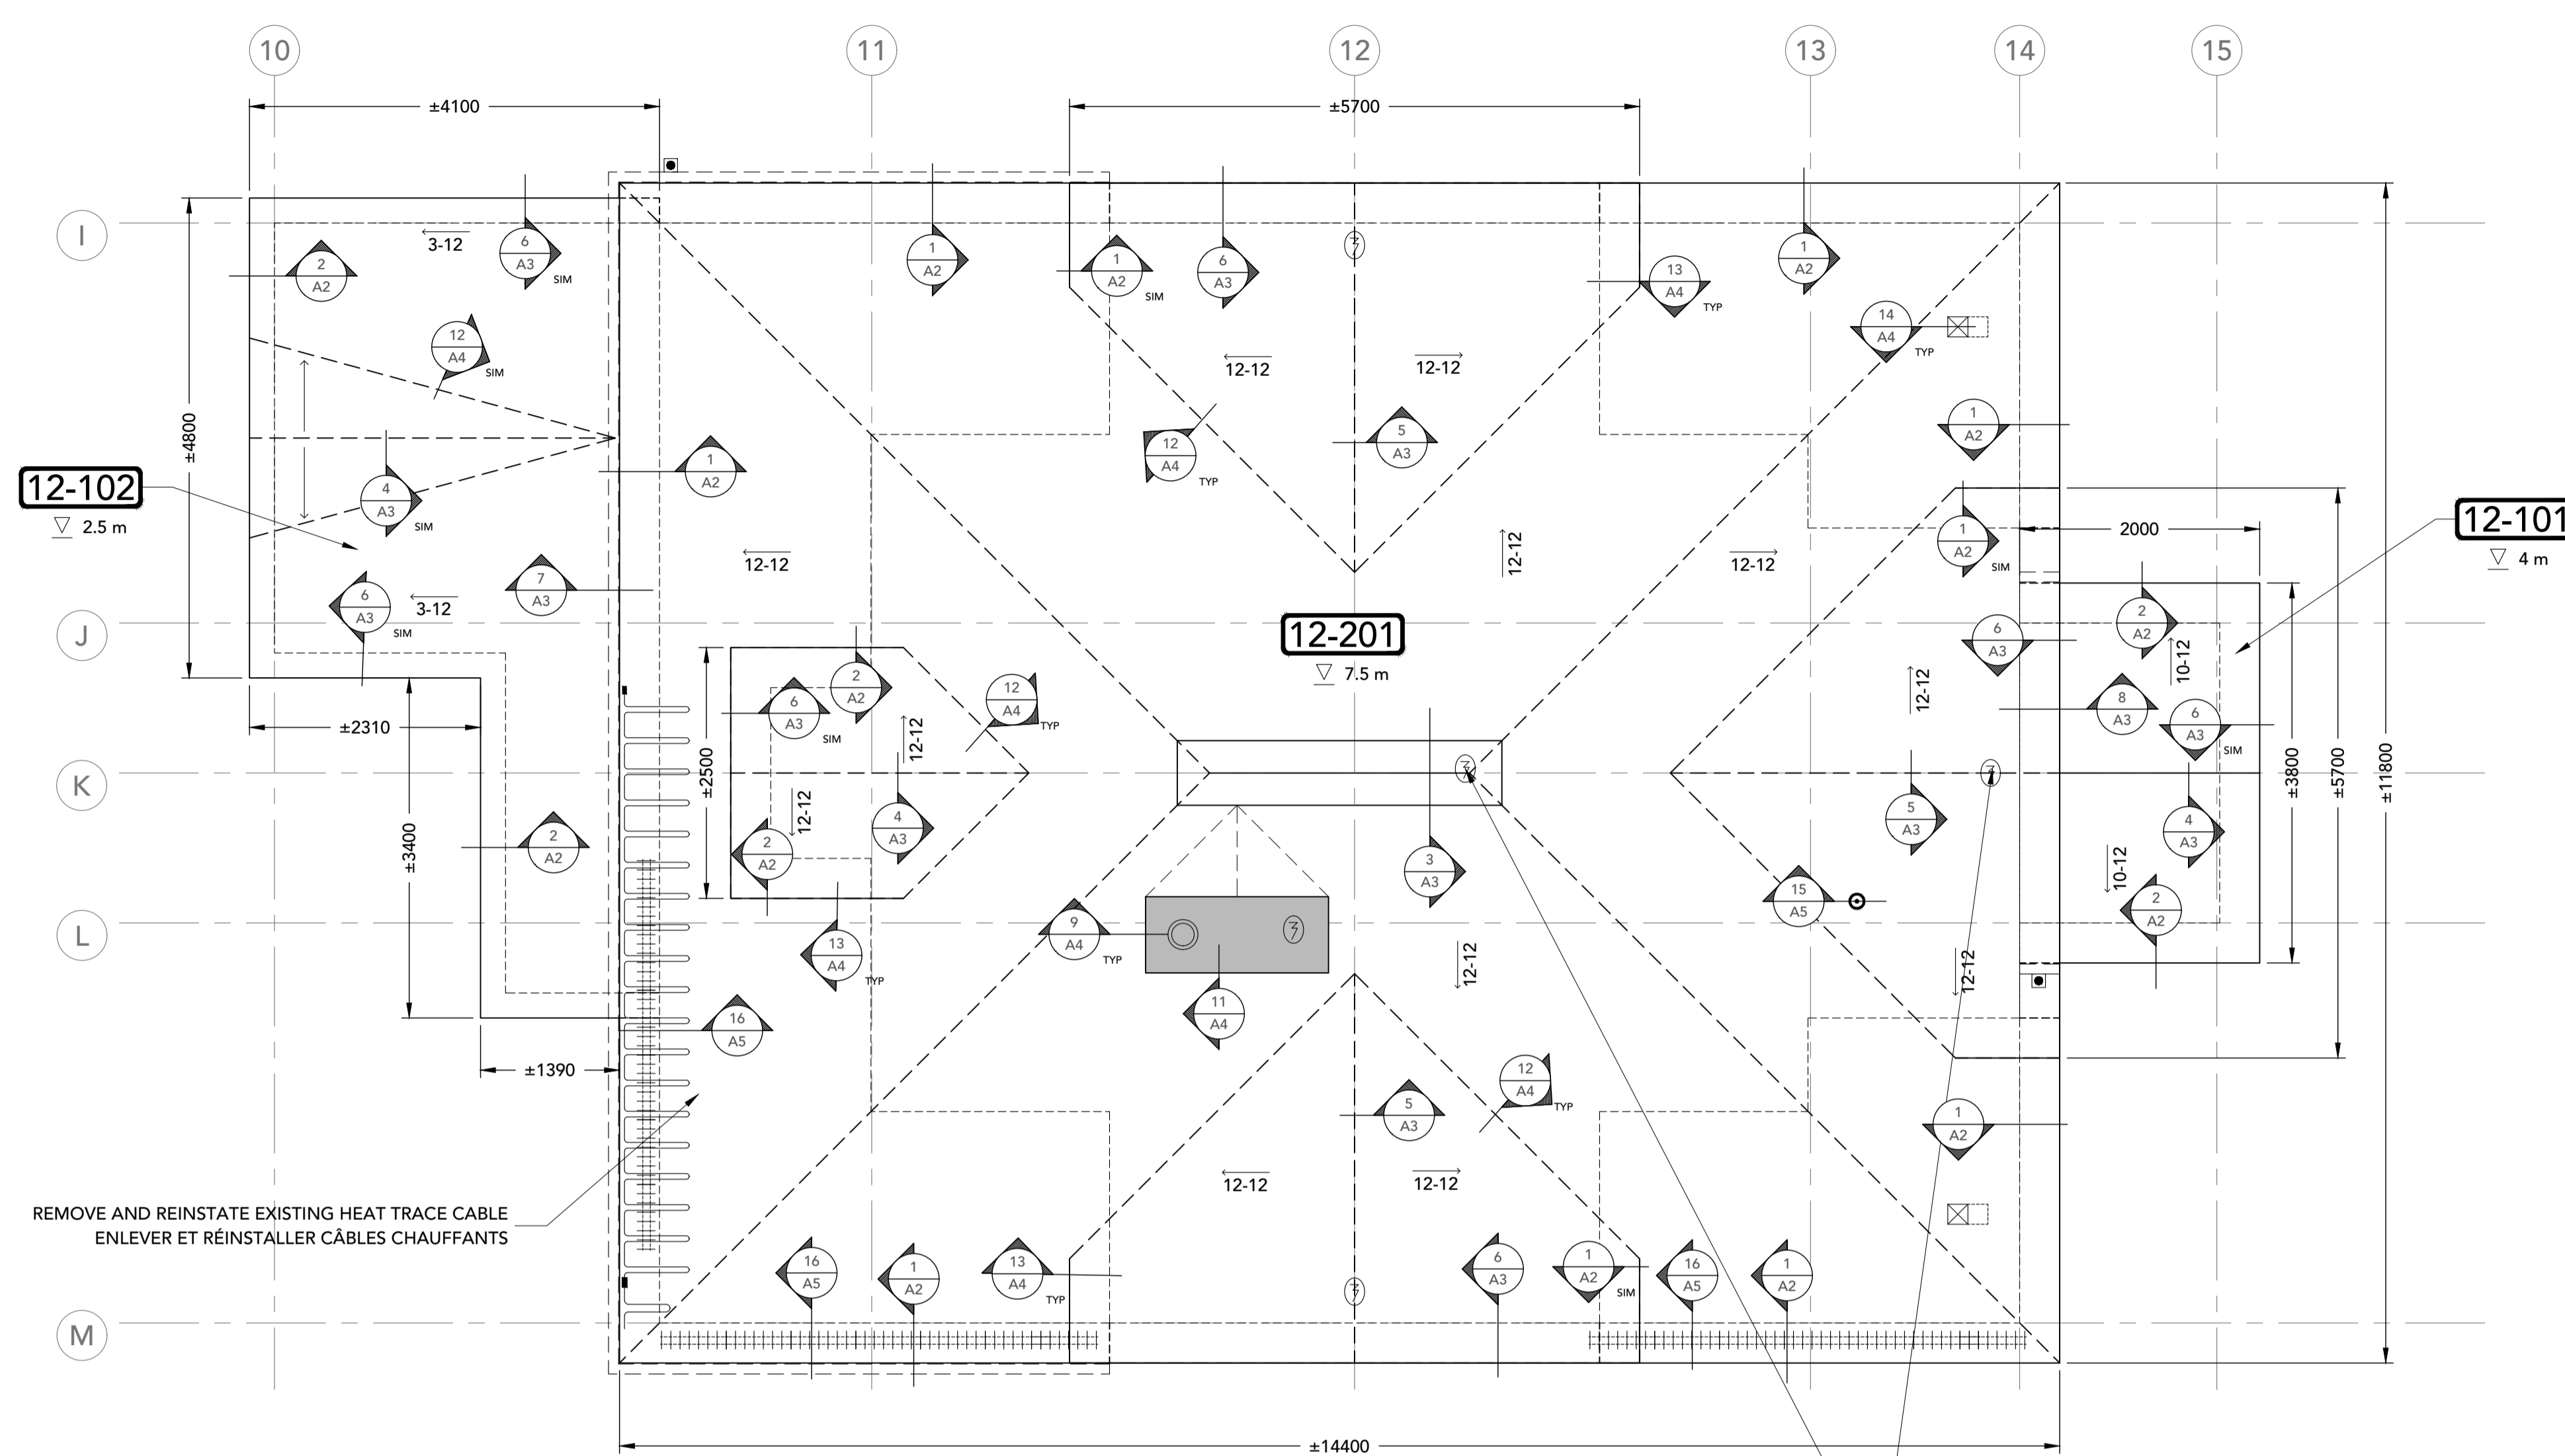 10 11 12 13 14 15
±4100 ±5700
I
3-12
6 A3 SIM
2 A2
1 A2
1 A2 SIM
6 A3
13 A4 TYP
1 A2
14 A4 TYP
12 A4 SIM
12-12 12-12
±4800
1 A2
12 A4 TYP
5 A3
1 A2
12-102
2.5 m
4 A3 SIM
12-101
4 m
2000
7 A3
6 A3 SIM
3-12
12-12
12-12
12-12
1 A2 SIM
J
12-201
7.5 m
6 A3
2 A2
10-12
±2310
±2500
6 A3 SIM
2 A2
12-12
12 A4 TYP
12-12
8 A3
6 A3 SIM
K
±3800
±5700
±11800
±3400
2 A2
12-12
2 A2
4 A3
3 A3
5 A3
4 A3
10-12
2 A2
L
13 A4 TYP
9 A4 TYP
15 A5
12-12
12-12
16 A5
11 A4
±1390
5 A3
12 A4 TYP
1 A2
12-12 12-12
REMOVE AND REINSTATE EXISTING HEAT TRACE CABLE
ENLEVER ET RÉINSTALLER CÂBLES CHAUFFANTS
16 A5
1 A2
13 A4 TYP
6 A3
1 A2 SIM
16 A5
1 A2
M
±14400